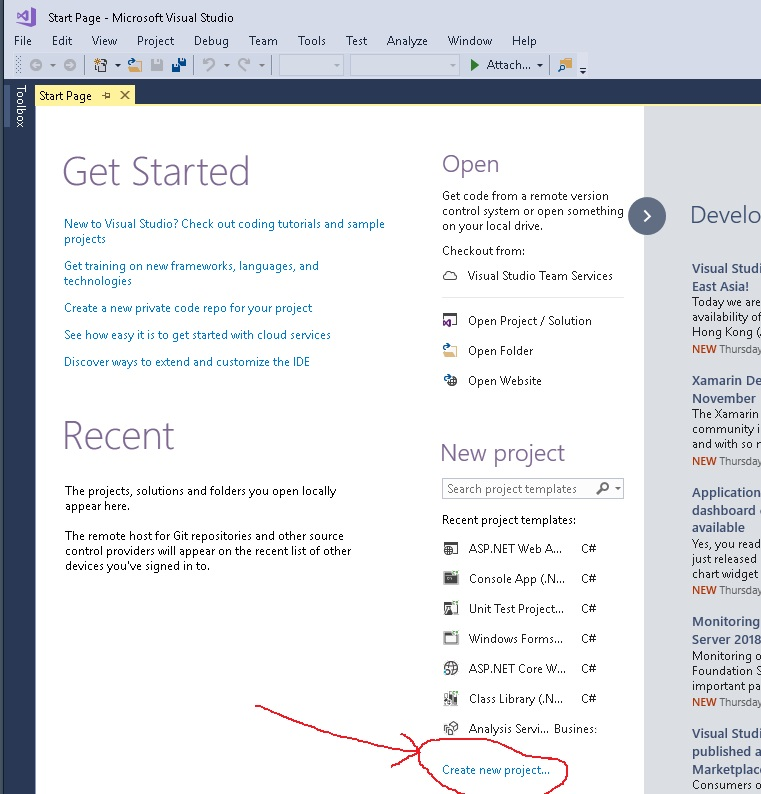 Start Page - Microsoft Visual Studio
File Edit View Project Debug Team Tools Test Analyze Window Help
Attach...
Toolbox
Start Page
Get Started
New to Visual Studio? Check out coding tutorials and sample
projects
Get training on new frameworks, languages, and
technologies
Create a new private code repo for your project
See how easy it is to get started with cloud services
Discover ways to extend and customize the IDE
Recent
The projects, solutions and folders you open locally
appear here.
The remote host for Git repositories and other source
control providers will appear on the recent list of other
devices you've signed in to.
Open
Get code from a remote version
control system or open something
on your local drive.
Checkout from:
Visual Studio Team Services
Open Project / Solution
Open Folder
Open Website
New project
Search project templates
Recent project templates:
ASP.NET Web A... C#
Console App (.N... C#
Unit Test Project... C#
Windows Forms... C#
ASP.NET Core W... C#
Class Library (.N... C#
Analysis Servi... Busines:
Create new project...
Develo
Visual Studi
East Asia!
Today we are
availability of
Hong Kong (
NEW Thursday
Xamarin De
November
The Xamarin
community i
and with so n
NEW Thursday
Application
dashboard
available
Yes, you read
just released
chart widget
NEW Thursday
Monitoring
Server 2018
Monitoring o
Foundation S
important pa
NEW Thursday
Visual Studi
published a
Marketplac
Consumers o